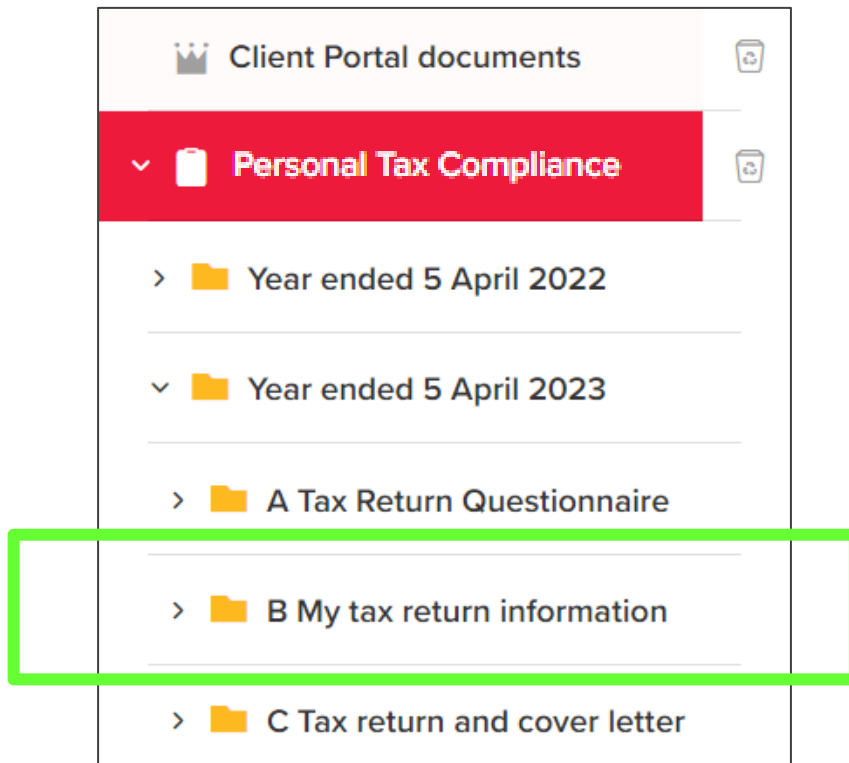 Client Portal documents
Personal Tax Compliance
Year ended 5 April 2022
Year ended 5 April 2023
A Tax Return Questionnaire
B My tax return information
C Tax return and cover letter